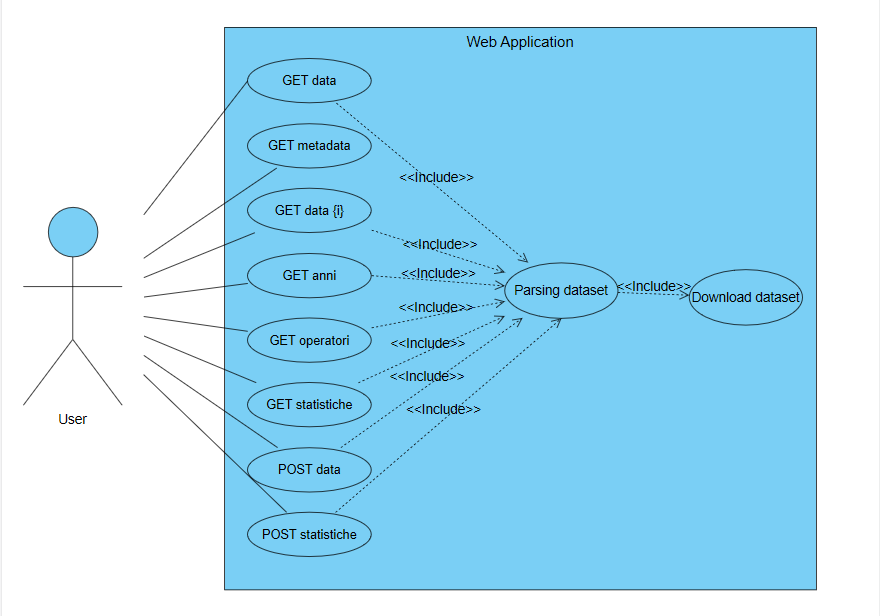 Web Application
GET data
GET metadata
<<Include>>
GET data {i}
<<Include>>
GET anni
<<Include>>
Parsing dataset
<<Include>>
Download dataset
<<Include>>
GET operatori
<<Include>>
<<Include>>
GET statistiche
<<Include>>
User
POST data
POST statistiche